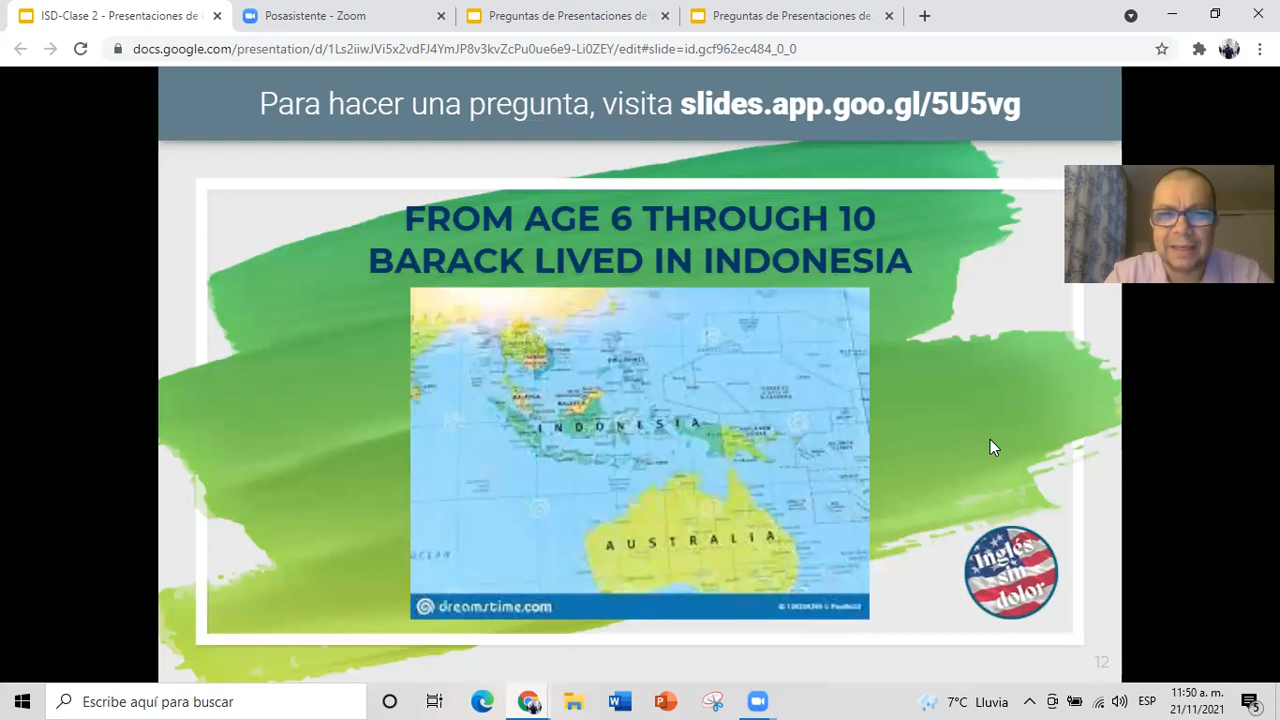 ISD-Clase 2 - Presentaciones de
Posasistente - Zoom
Preguntas de Presentaciones de
Preguntas de Presentaciones de
docs.google.com/presentation/d/1Ls2iiwJVi5x2vdFJ4YmJP8v3kvZcPu0ue6e9-Li0ZEY/edit#slide=id.gcf962ec484_0_0
Para hacer una pregunta, visita slides.app.goo.gl/5U5vg
FROM AGE 6 THROUGH 10
BARACK LIVED IN INDONESIA
INDONESIA
AUSTRALIA
dreamstime.com
Inglés
sin
dolor
12
Escribe aquí para buscar
7°C Lluvia
ESP
11:50 a. m.
21/11/2021
5